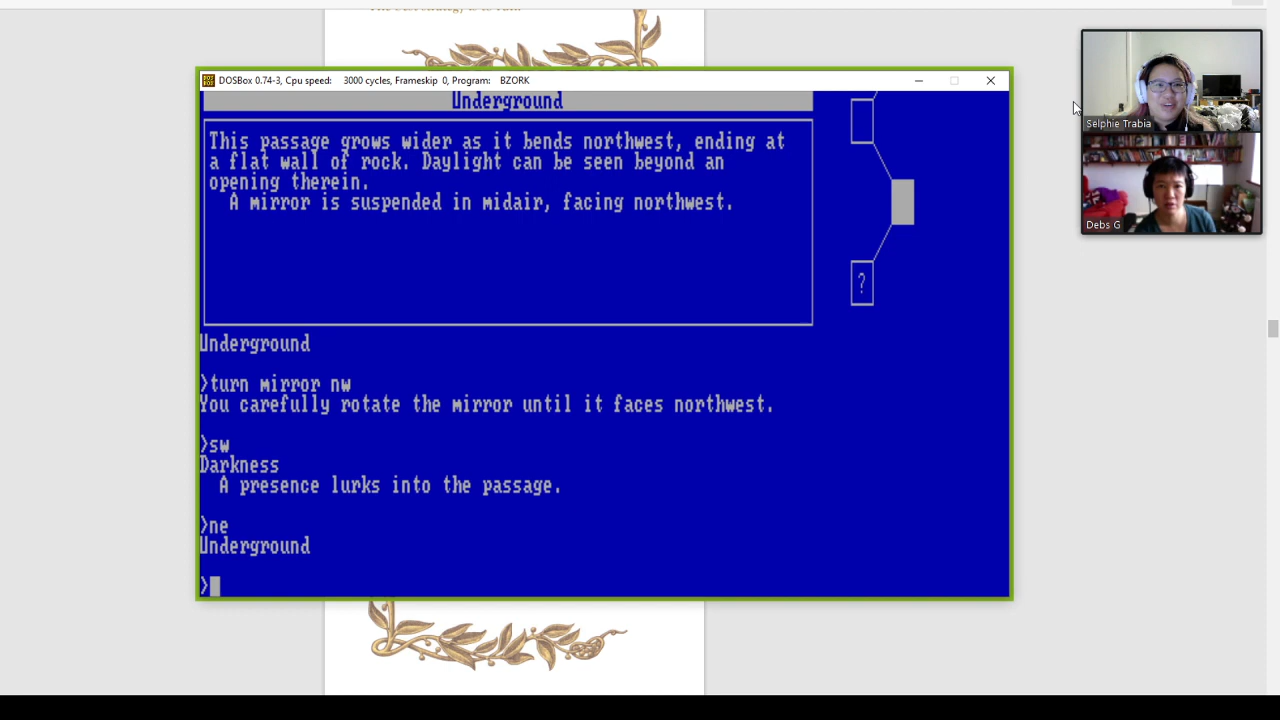 DOSBox 0.74-3, Cpu speed: 3000 cycles, Frameskip 0, Program: BZORK
Underground
This passage grows wider as it bends northwest, ending at
a flat wall of rock. Daylight can be seen beyond an
opening therein.
A mirror is suspended in midair, facing northwest.
?
Underground
>turn mirror nw
You carefully rotate the mirror until it faces northwest.
>sw
Darkness
A presence lurks into the passage.
>ne
Underground
>
Selphie Trabia
Debs G